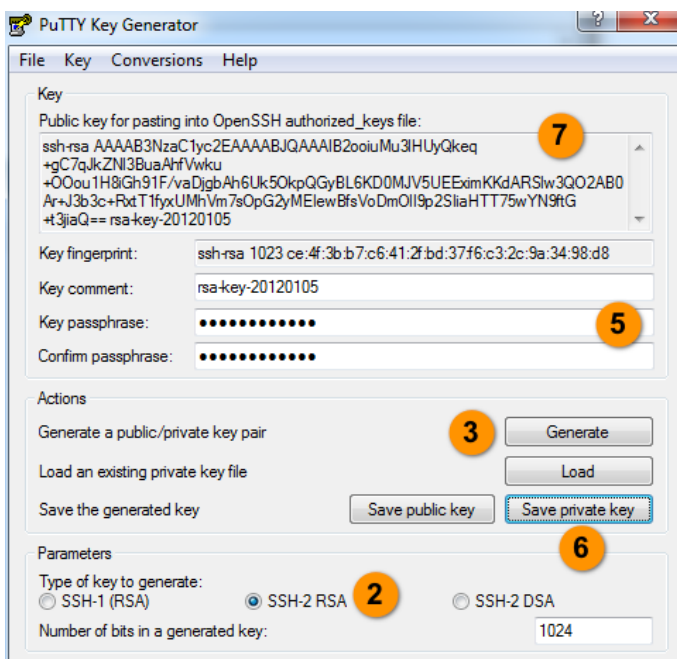 PuTTY Key Generator
File Key Conversions Help
Key
Public key for pasting into OpenSSH authorized_keys file:
7
ssh-rsa AAAAB3NzaC1yc2EAAAABJQAAAIB2ooiuMu3lHUyQkeq
+gC7qJkZNl3BuaAhfVwku
+OOou1H8iGh91F/vaDjgbAh6Uk5OkpQGyBL6KD0MJV5UEEximKKdARSlw3QO2AB0
Ar+J3b3c+RxtT1fyxUMhVm7sOpG2yMElewBfsVoDmOll9p2SliaHTT75wYN9ftG
+t3jiaQ== rsa-key-20120105
Key fingerprint: ssh-rsa 1023 ce:4f:3b:b7:c6:41:2f:bd:37:f6:c3:2c:9a:34:98:d8
Key comment: rsa-key-20120105
Key passphrase: ●●●●●●●●●●●●
5
Confirm passphrase: ●●●●●●●●●●●●
Actions
Generate a public/private key pair 3 Generate
Load an existing private key file Load
Save the generated key Save public key Save private key
6
Parameters
Type of key to generate:
SSH-1 (RSA) SSH-2 RSA 2 SSH-2 DSA
Number of bits in a generated key: 1024